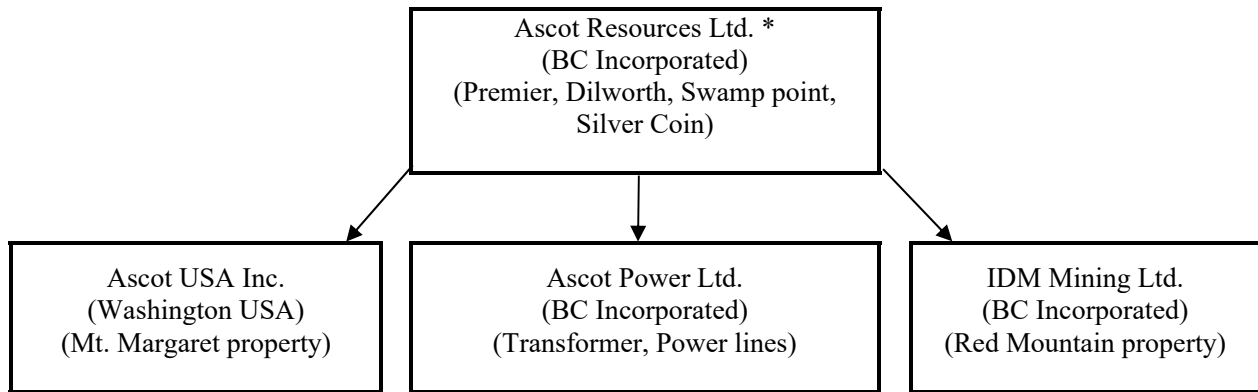 Ascot Resources Ltd. *
(BC Incorporated)
(Premier, Dilworth, Swamp point,
Silver Coin)
Ascot USA Inc.
(Washington USA)
(Mt. Margaret property)
Ascot Power Ltd.
(BC Incorporated)
(Transformer, Power lines)
IDM Mining Ltd.
(BC Incorporated)
(Red Mountain property)